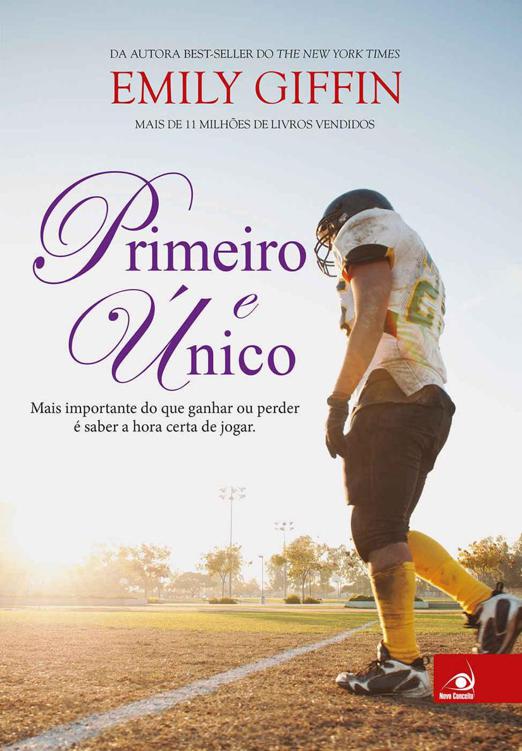 DA AUTORA BEST-SELLER DO THE NEW YORK TIMES
EMILY GIFFIN
MAIS DE 11 MILHÕES DE LIVROS VENDIDOS
Primeiro
e
Único
Mais importante do que ganhar ou perder
é saber a hora certa de jogar.
Novo Conceito